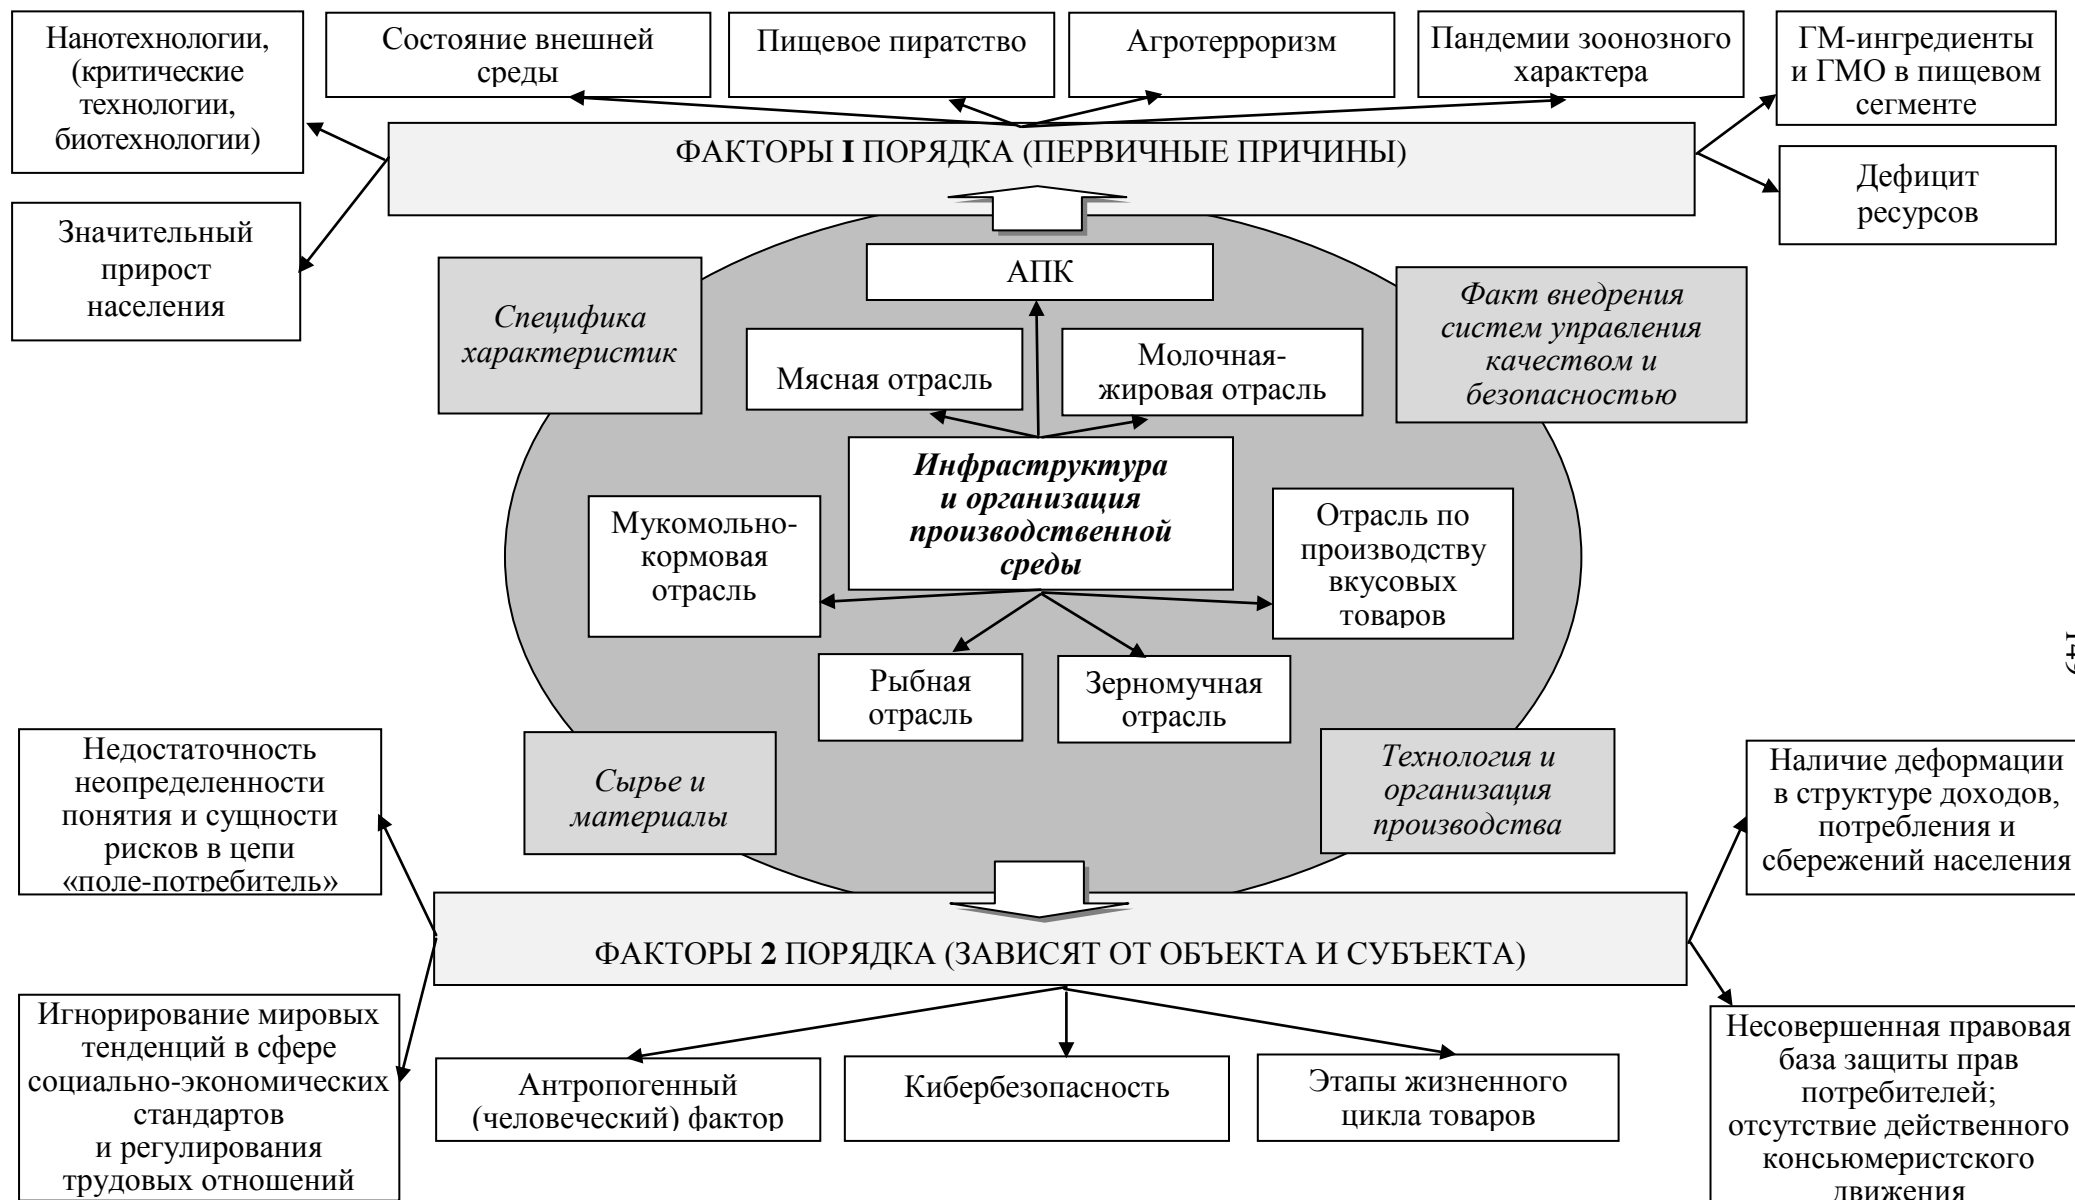 Нанотехнологии,
(критические
технологии,
биотехнологии)
Состояние внешней
среды
Пищевое пиратство
Агротерроризм
Пандемии зоонозного
характера
ГМ-ингредиенты
и ГМО в пищевом
сегменте
ФАКТОРЫ I ПОРЯДКА (ПЕРВИЧНЫЕ ПРИЧИНЫ)
Дефицит
ресурсов
Значительный
прирост
населения
АПК
Специфика
характеристик
Факт внедрения
систем управления
качеством и
безопасностью
Мясная отрасль
Молочная-
жировая отрасль
Инфраструктура
и организация
производственной
среды
Мукомольно-
кормовая
отрасль
Отрасль по
производству
вкусовых
товаров
Рыбная
отрасль
Зерномучная
отрасль
149
Недостаточность
неопределенности
понятия и сущности
рисков в цепи
«поле-потребитель»
Сырье и
материалы
Технология и
организация
производства
Наличие деформации
в структуре доходов,
потребления и
сбережений населения
ФАКТОРЫ 2 ПОРЯДКА (ЗАВИСЯТ ОТ ОБЪЕКТА И СУБЪЕКТА)
Игнорирование мировых
тенденций в сфере
социально-экономических
стандартов
и регулирования
трудовых отношений
Антропогенный
(человеческий) фактор
Кибербезопасность
Этапы жизненного
цикла товаров
Несовершенная правовая
база защиты прав
потребителей;
отсутствие действенного
консьюмеристского
движения